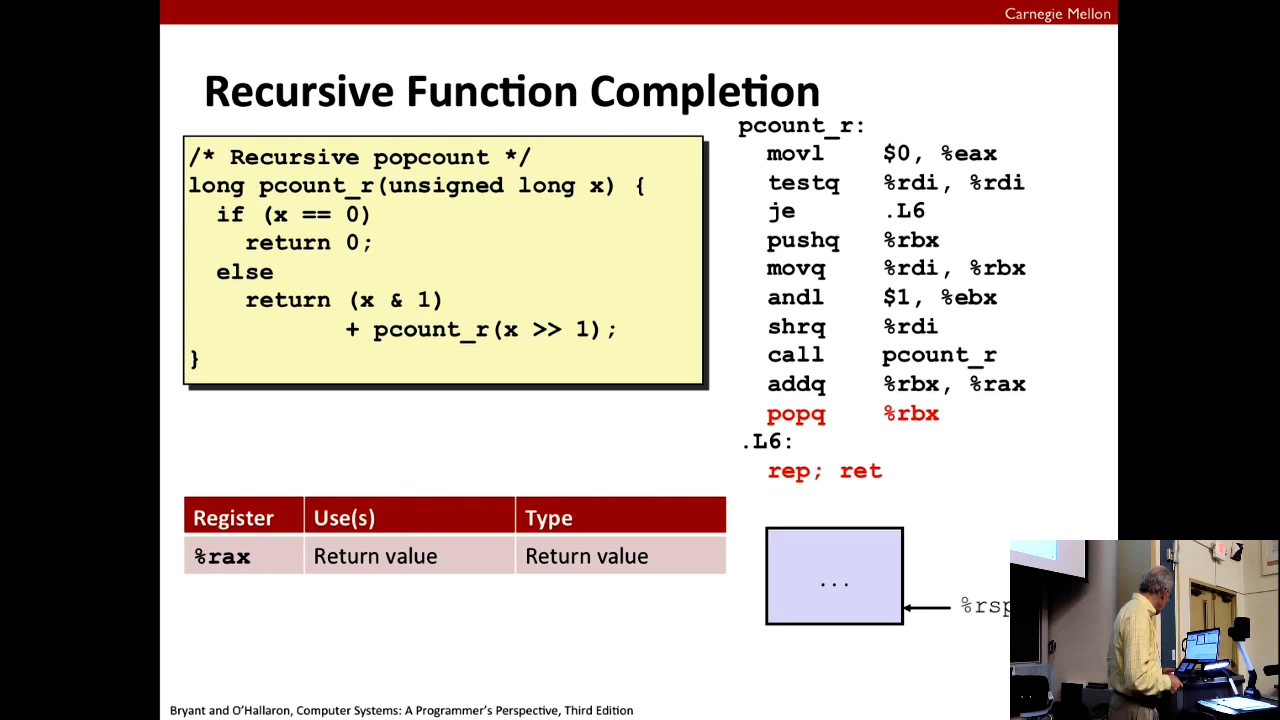 Carnegie Mellon
Recursive Function Completion
/* Recursive popcount */
long pcount_r(unsigned long x) {
  if (x == 0)
    return 0;
  else
    return (x & 1)
           + pcount_r(x >> 1);
}
pcount_r:
  movl    $0, %eax
  testq   %rdi, %rdi
  je      .L6
  pushq   %rbx
  movq    %rdi, %rbx
  andl    $1, %ebx
  shrq    %rdi
  call    pcount_r
  addq    %rbx, %rax
  popq    %rbx
.L6:
  rep; ret
Register Use(s) Type
%rax Return value Return value
...
%rsp
Bryant and O'Hallaron, Computer Systems: A Programmer's Perspective, Third Edition